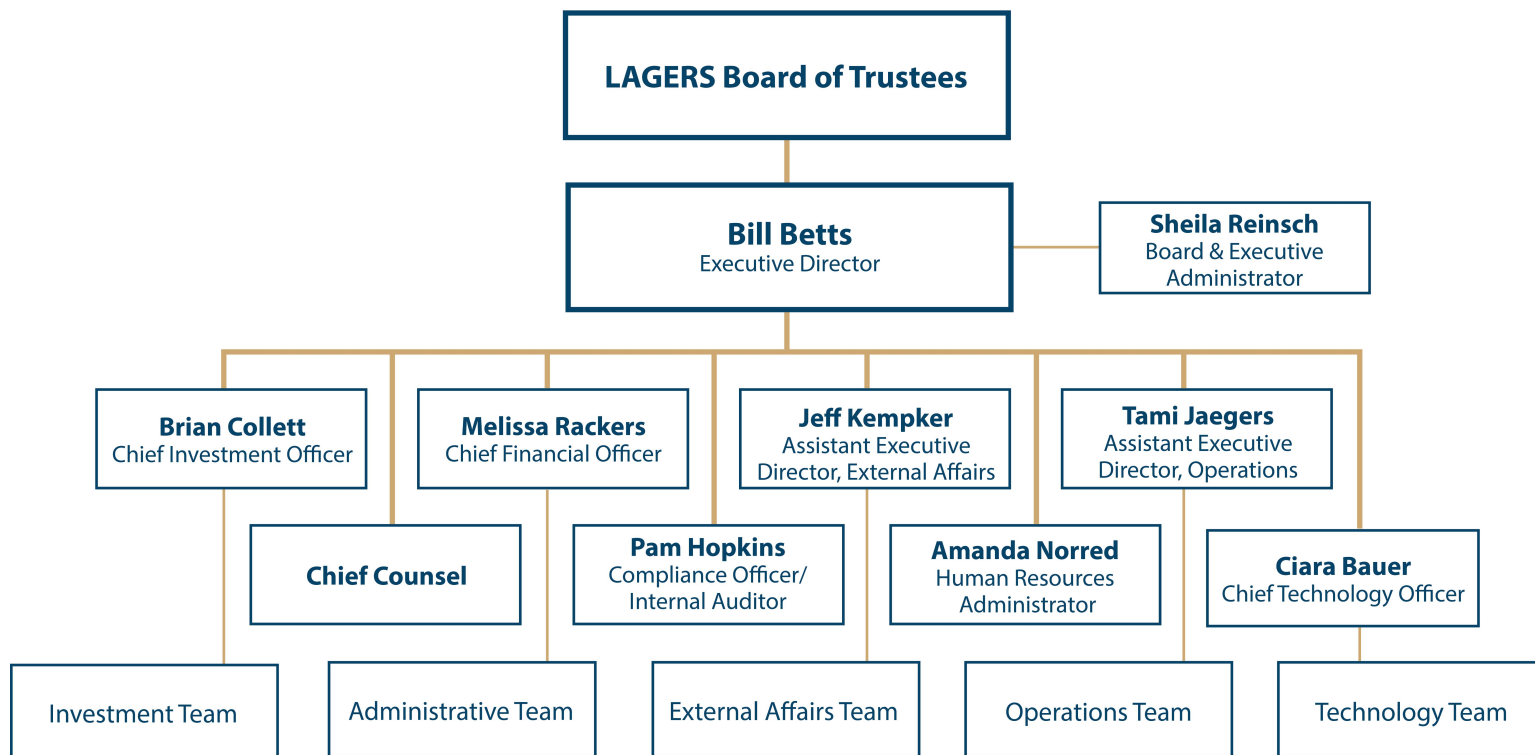 LAGERS Board of Trustees
Bill Betts
Executive Director
Sheila Reinsch
Board & Executive
Administrator
Brian Collett
Chief Investment Officer
Melissa Rackers
Chief Financial Officer
Jeff Kempker
Assistant Executive
Director, External Affairs
Tami Jaegers
Assistant Executive
Director, Operations
Chief Counsel
Pam Hopkins
Compliance Officer/
Internal Auditor
Amanda Norred
Human Resources
Administrator
Ciara Bauer
Chief Technology Officer
Investment Team
Administrative Team
External Affairs Team
Operations Team
Technology Team